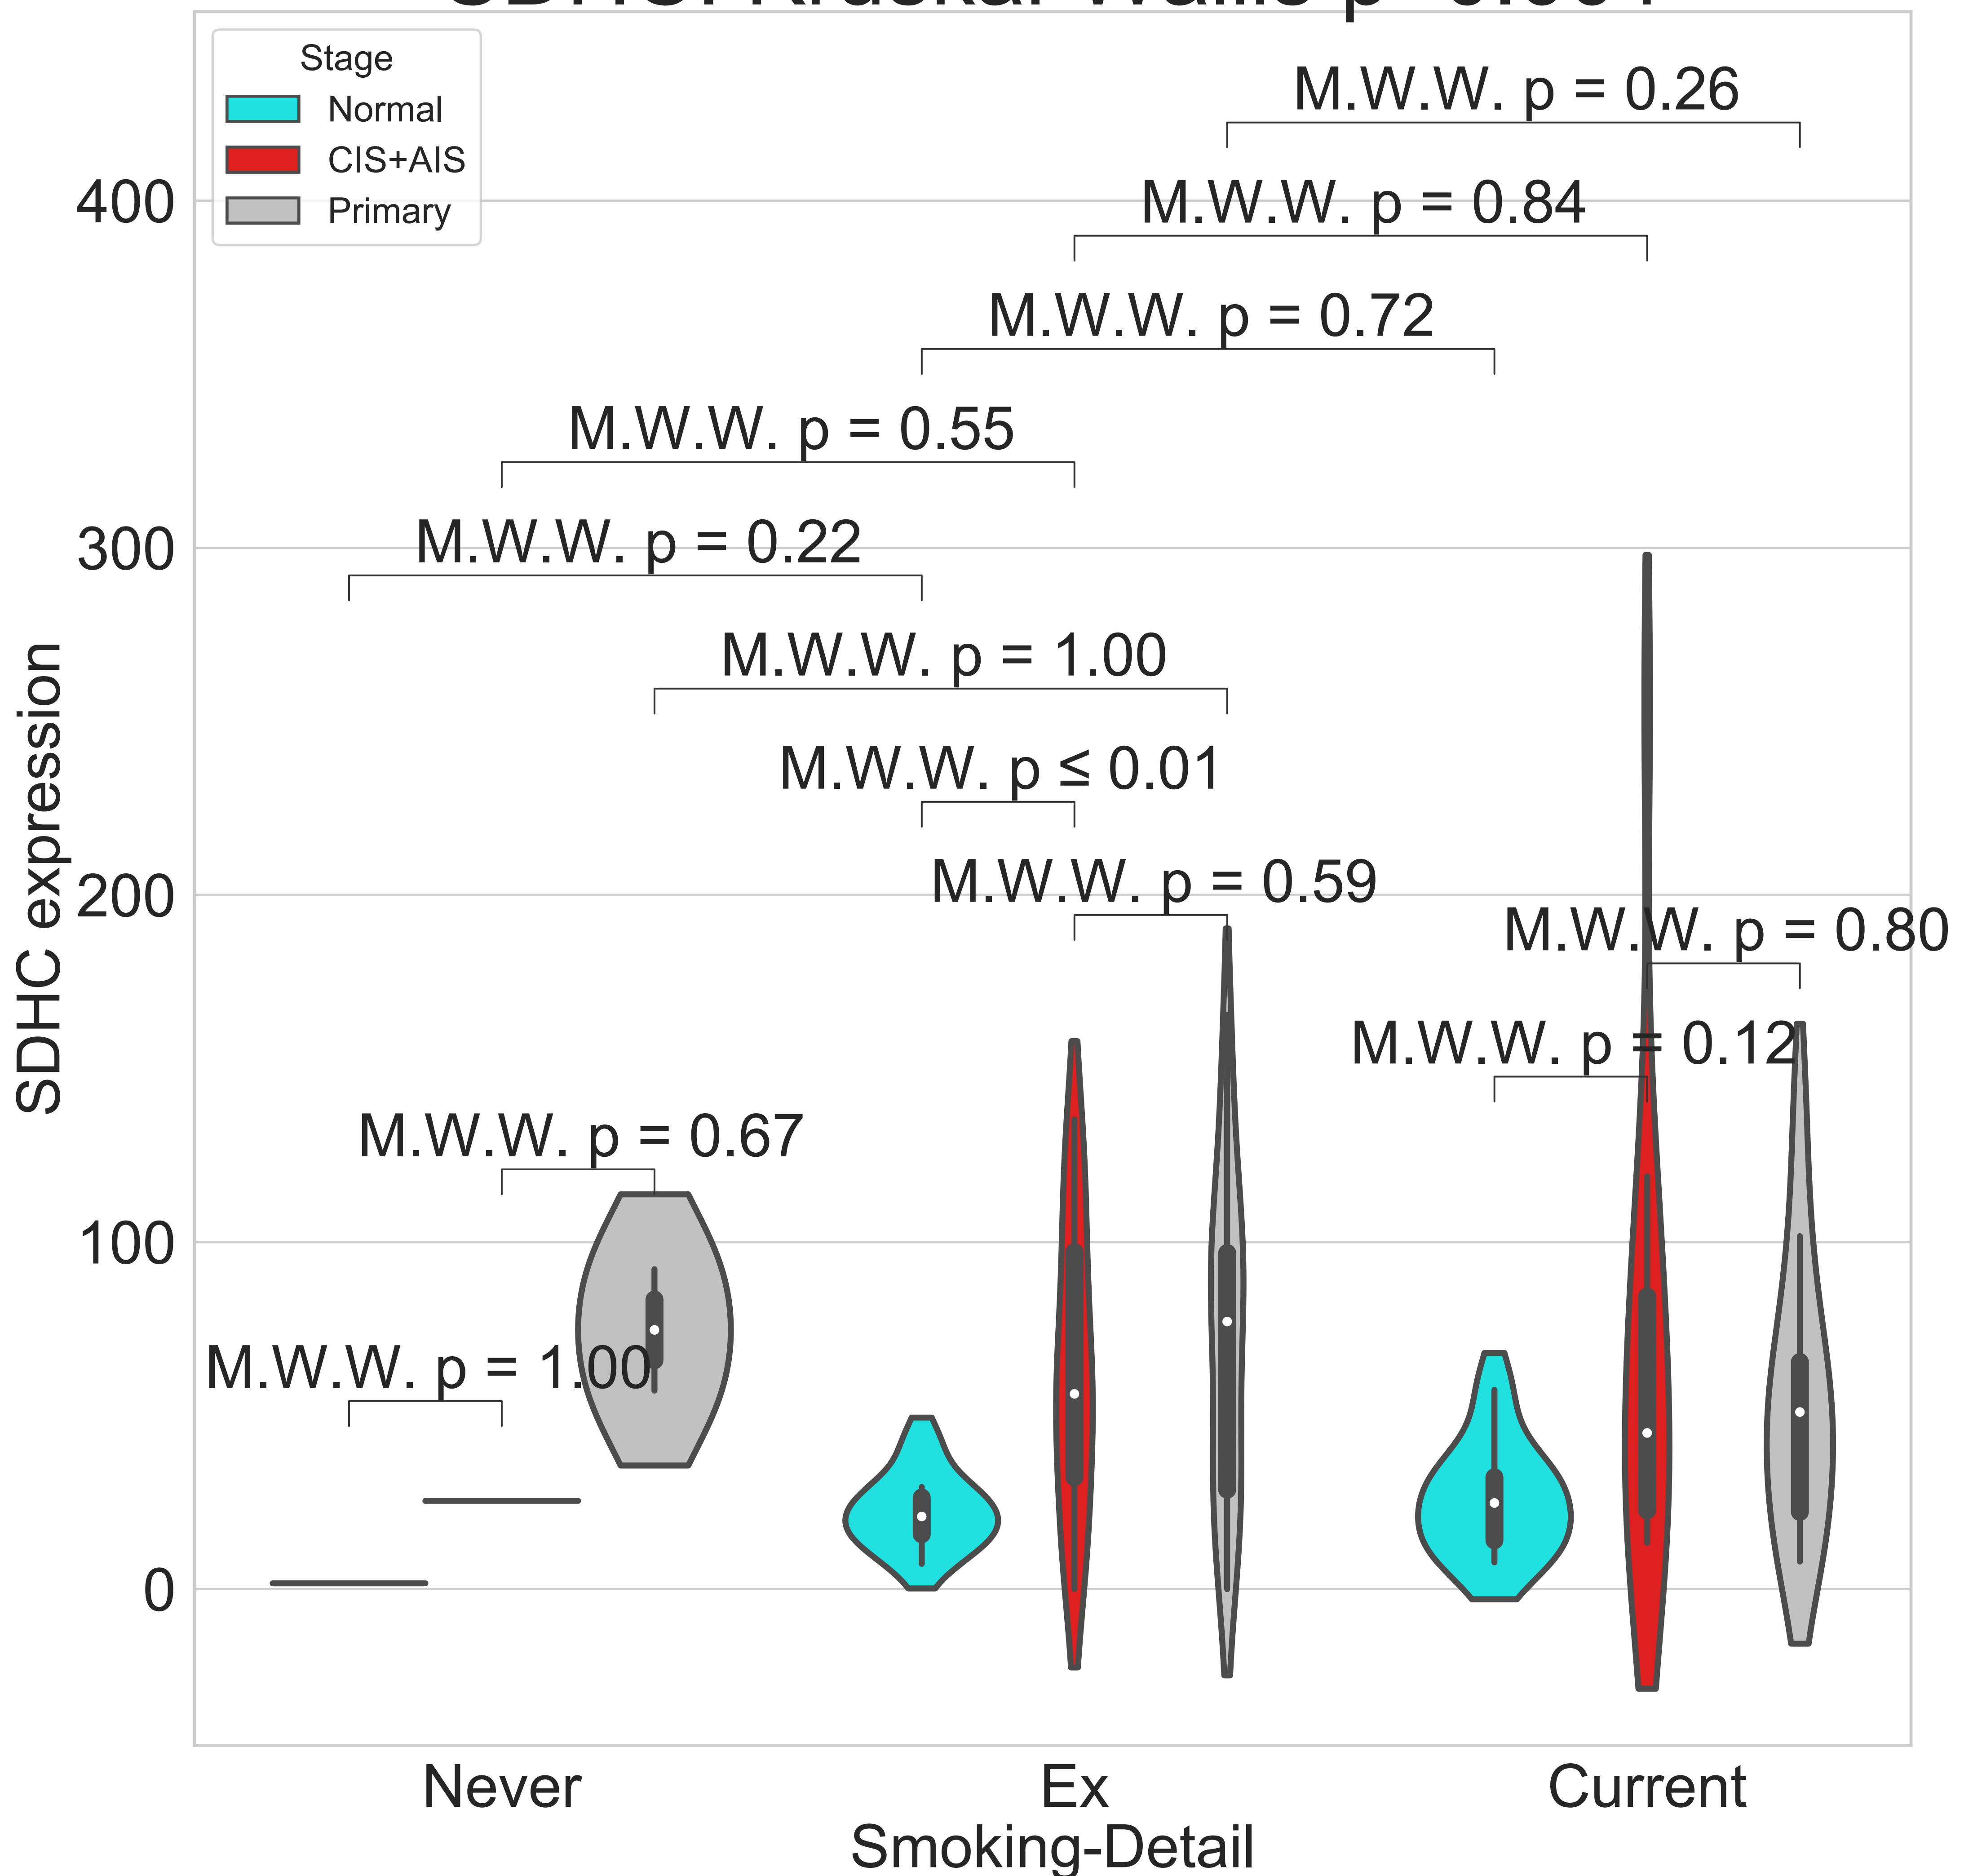 Stage
Normal
CIS+AIS
Primary
M.W.W. p = 0.26
M.W.W. p = 0.84
M.W.W. p = 0.72
M.W.W. p = 0.55
M.W.W. p = 0.22
M.W.W. p = 1.00
M.W.W. p ≤ 0.01
M.W.W. p = 0.59
M.W.W. p = 0.80
M.W.W. p = 0.12
M.W.W. p = 0.67
M.W.W. p = 1.00
SDHC expression
400
300
200
100
0
Never
Ex
Current
Smoking-Detail